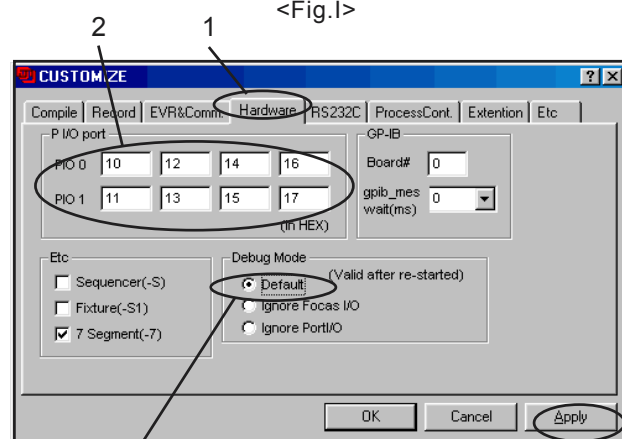 <Fig.I>
2 1
CUSTOMIZE
Compile Record EVR&Comm. Hardware RS232C ProcessCont. Extention Etc
P I/O port GP-IB
PIO 0 10 12 14 16 Board# 0
PIO 1 11 13 15 17 gpib_mes wait(ms) 0
(in HEX)
Etc Debug Mode
Sequencer(-S) Default (Valid after re-started)
Fixture(-S1) Ignore Focas I/O
7 Segment(-7) Ignore PortI/O
OK Cancel Apply